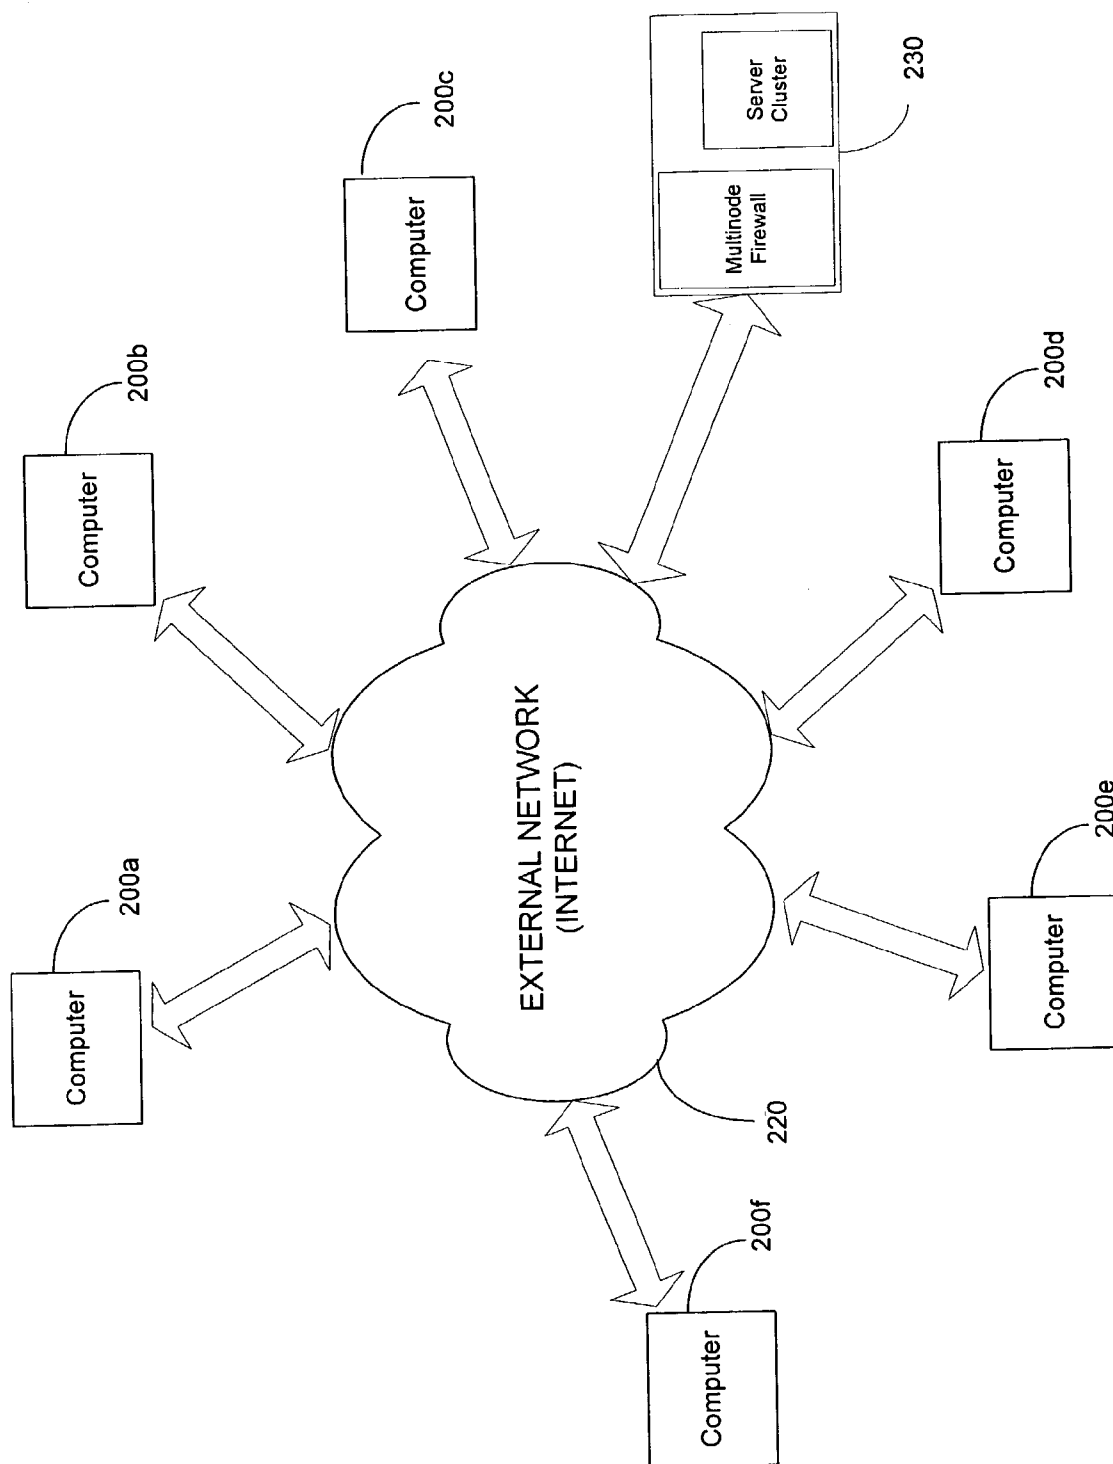 Computer
200a
Computer
200b
Computer
200c
Multinode
Firewall
Server
Cluster
230
EXTERNAL NETWORK
(INTERNET)
220
Computer
200f
Computer
200e
Computer
200d